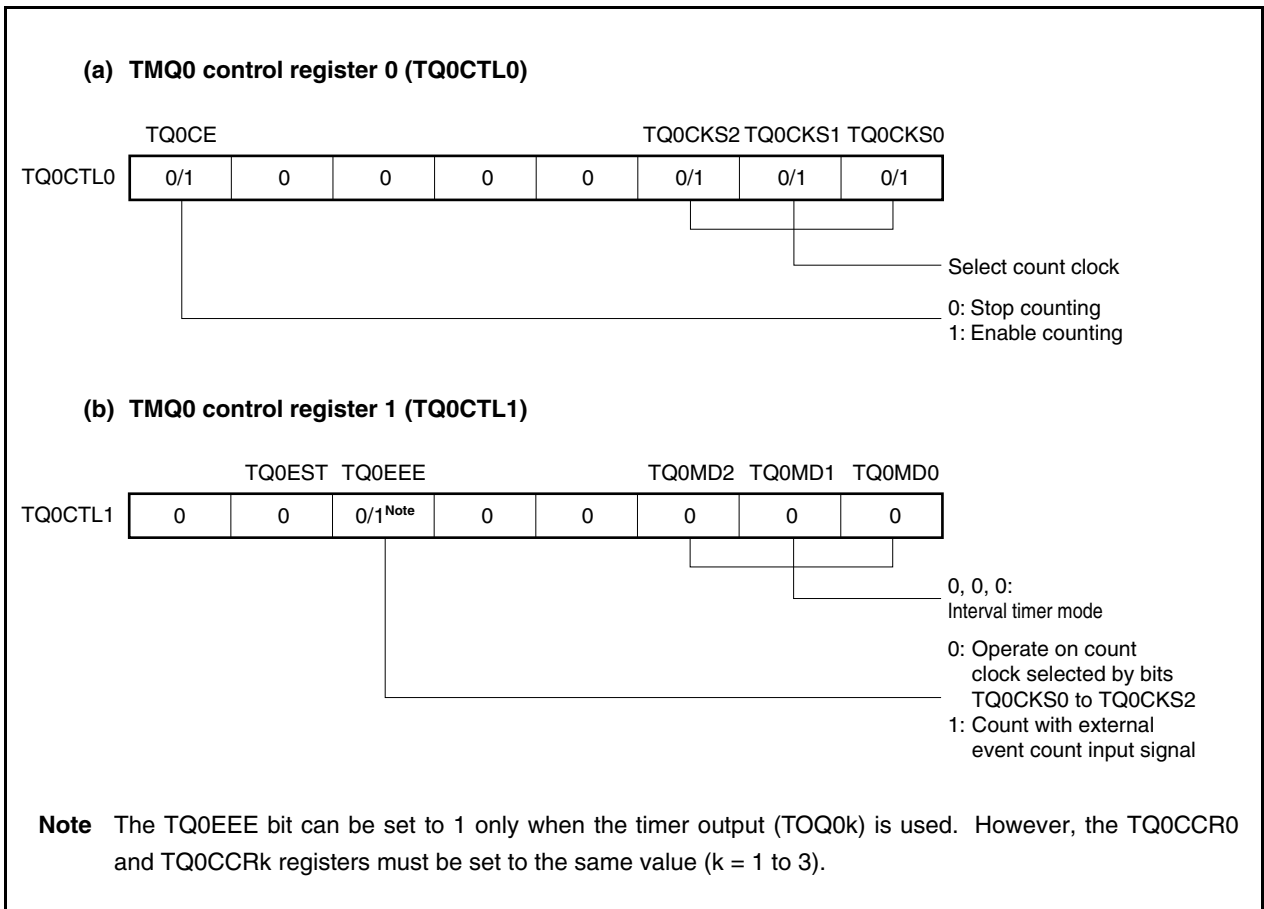 (a) TMQ0 control register 0 (TQ0CTL0)
TQ0CE TQ0CKS2 TQ0CKS1 TQ0CKS0
TQ0CTL0 0/1 0 0 0 0 0/1 0/1 0/1
Select count clock
0: Stop counting
1: Enable counting
(b) TMQ0 control register 1 (TQ0CTL1)
TQ0EST TQ0EEE TQ0MD2 TQ0MD1 TQ0MD0
TQ0CTL1 0 0 0/1Note 0 0 0 0 0
0, 0, 0:
Interval timer mode
0: Operate on count
clock selected by bits
TQ0CKS0 to TQ0CKS2
1: Count with external
event count input signal
Note The TQ0EEE bit can be set to 1 only when the timer output (TOQ0k) is used. However, the TQ0CCR0
and TQ0CCRk registers must be set to the same value (k = 1 to 3).